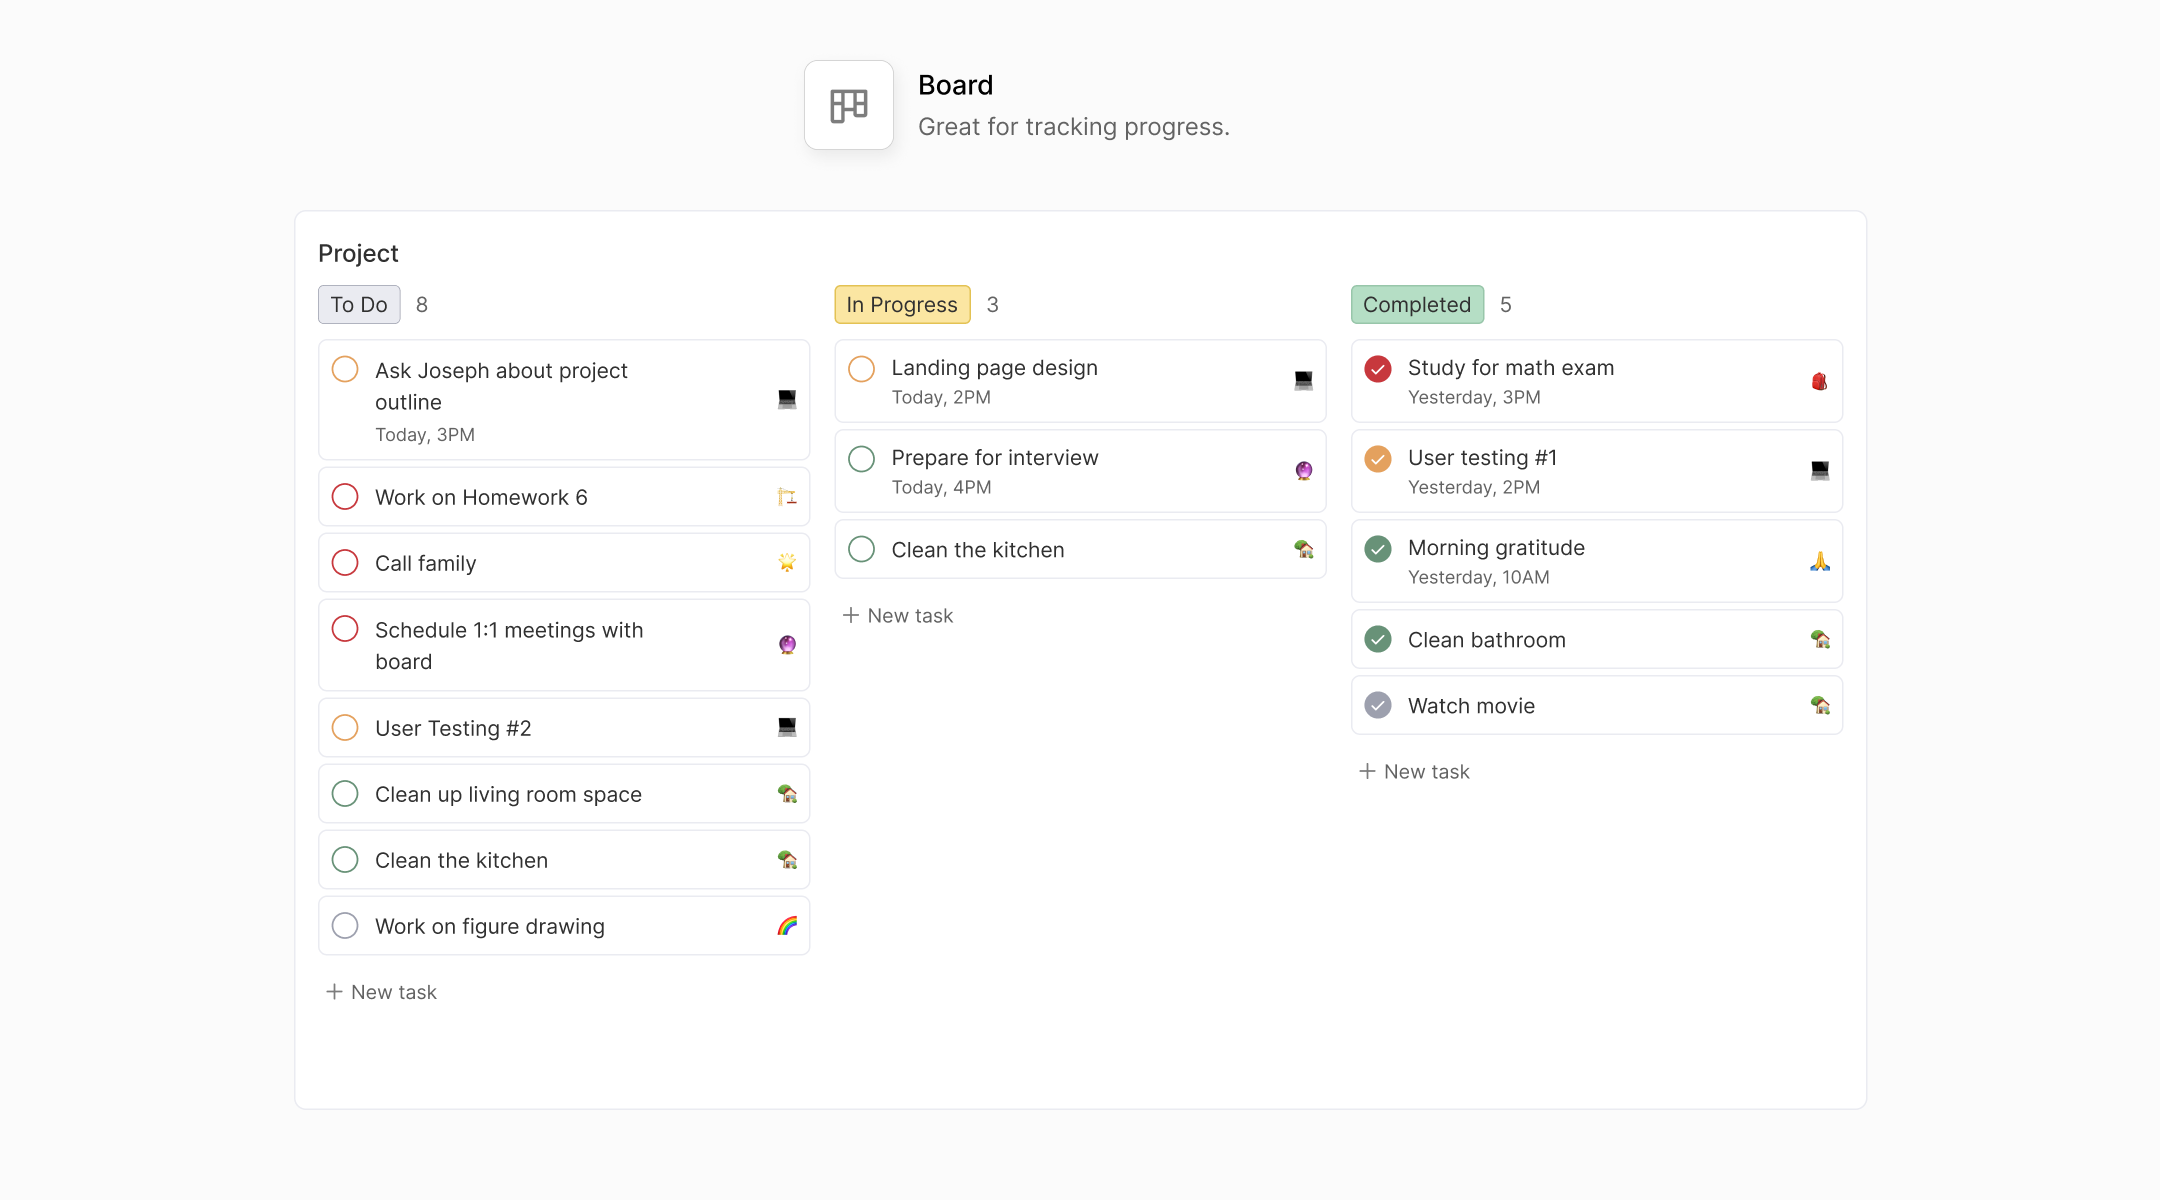 Board
Great for tracking progress.
Project
To Do 8
Ask Joseph about project
outline
Today, 3PM
Work on Homework 6
Call family
Schedule 1:1 meetings with
board
User Testing #2
Clean up living room space
Clean the kitchen
Work on figure drawing
+ New task
In Progress 3
Landing page design
Today, 2PM
Prepare for interview
Today, 4PM
Clean the kitchen
+ New task
Completed 5
Study for math exam
Yesterday, 3PM
User testing #1
Yesterday, 2PM
Morning gratitude
Yesterday, 10AM
Clean bathroom
Watch movie
+ New task